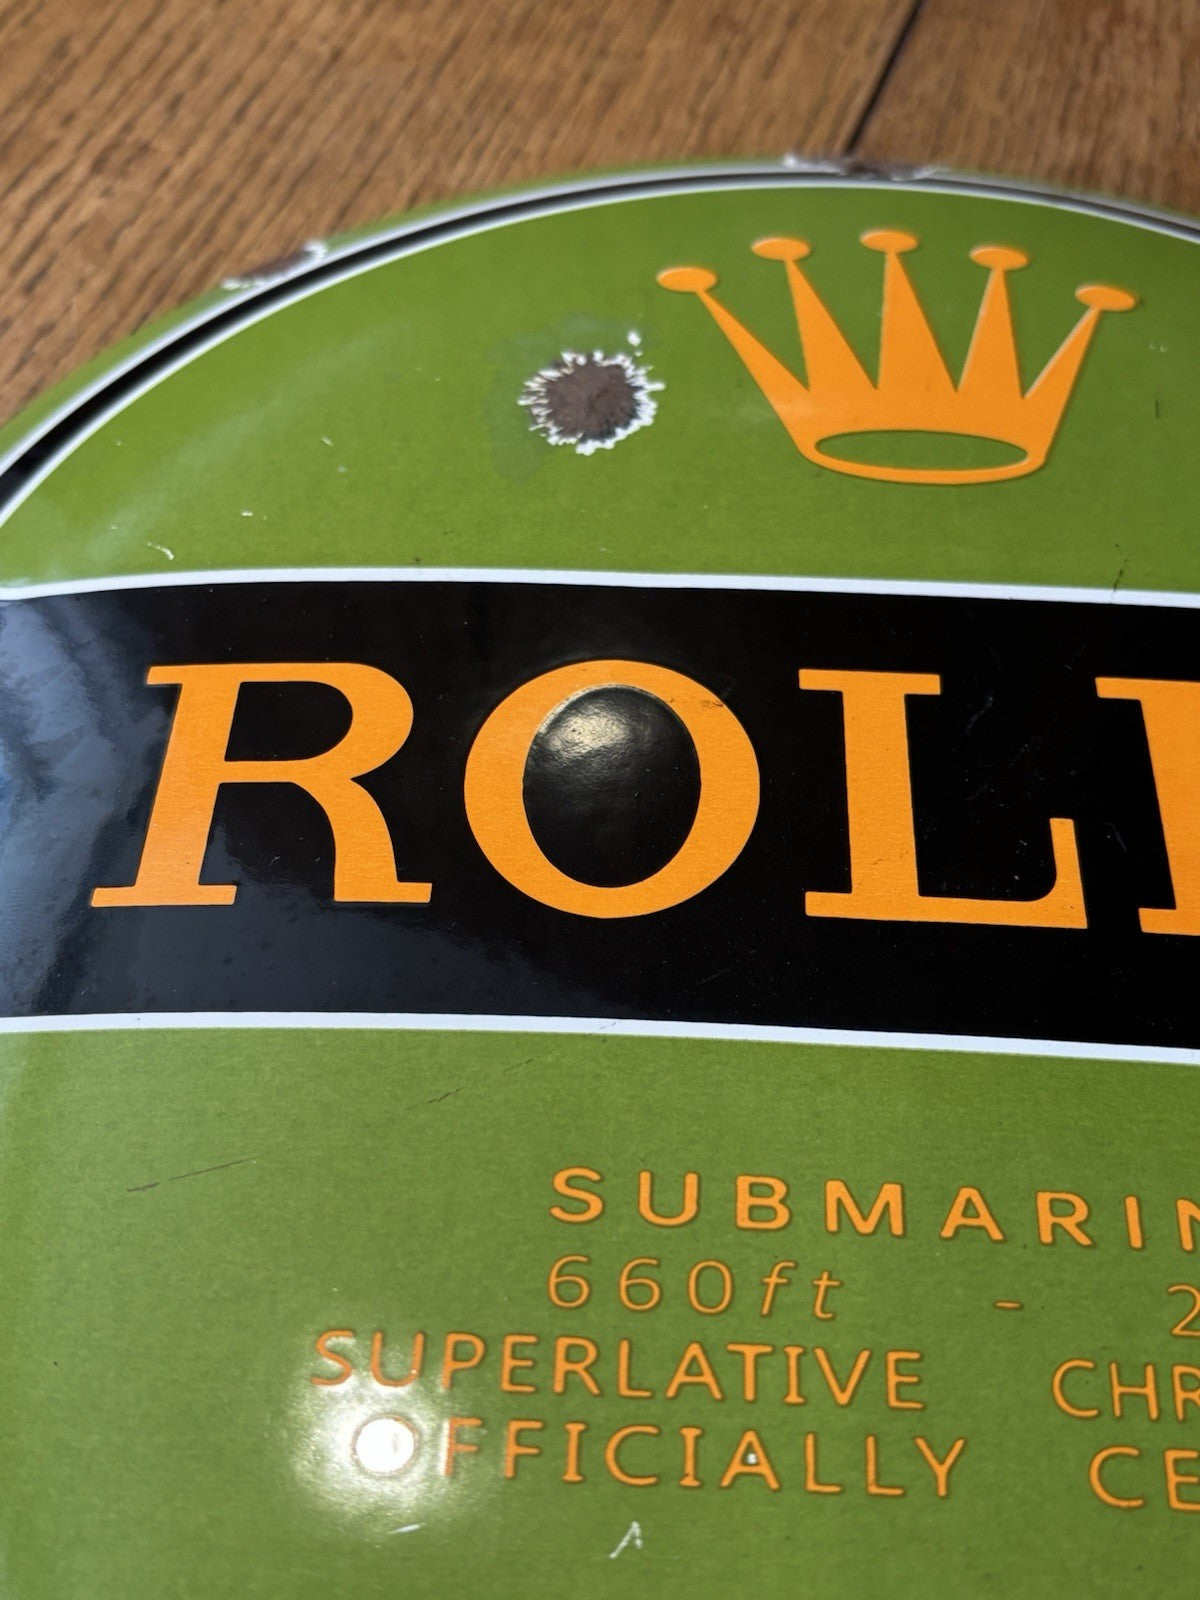 ROL
SUBMARIN
660ft - 2
SUPERLATIVE CHR
OFFICIALLY CE